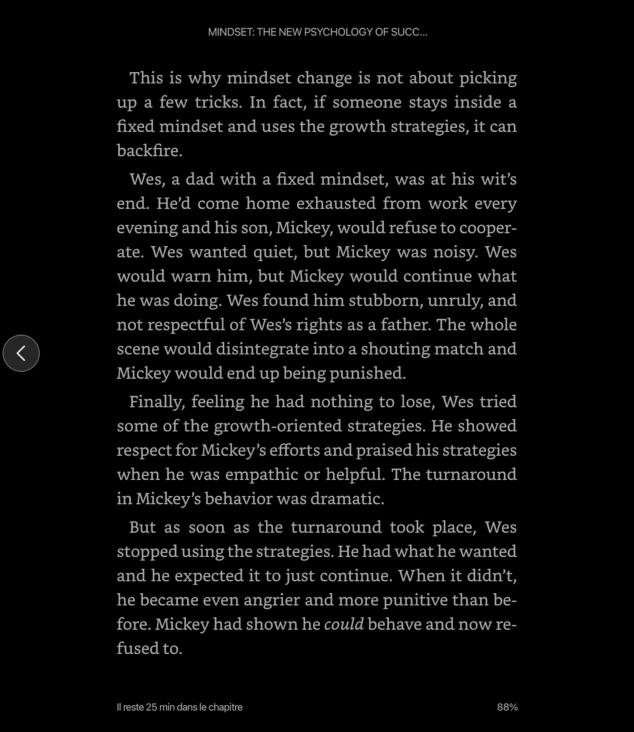 MINDSET: THE NEW PSYCHOLOGY OF SUCC...
This is why mindset change is not about picking
up a few tricks. In fact, if someone stays inside a
fixed mindset and uses the growth strategies, it can
backfire.
Wes, a dad with a fixed mindset, was at his wit's
end. He'd come home exhausted from work every
evening and his son, Mickey, would refuse to cooper-
ate. Wes wanted quiet, but Mickey was noisy. Wes
would warn him, but Mickey would continue what
he was doing. Wes found him stubborn, unruly, and
not respectful of Wes's rights as a father. The whole
scene would disintegrate into a shouting match and
Mickey would end up being punished.
Finally, feeling he had nothing to lose, Wes tried
some of the growth-oriented strategies. He showed
respect for Mickey's efforts and praised his strategies
when he was empathic or helpful. The turnaround
in Mickey's behavior was dramatic.
But as soon as the turnaround took place, Wes
stopped using the strategies. He had what he wanted
and he expected it to just continue. When it didn't,
he became even angrier and more punitive than be-
fore. Mickey had shown he could behave and now re-
fused to.
Il reste 25 min dans le chapitre
88%